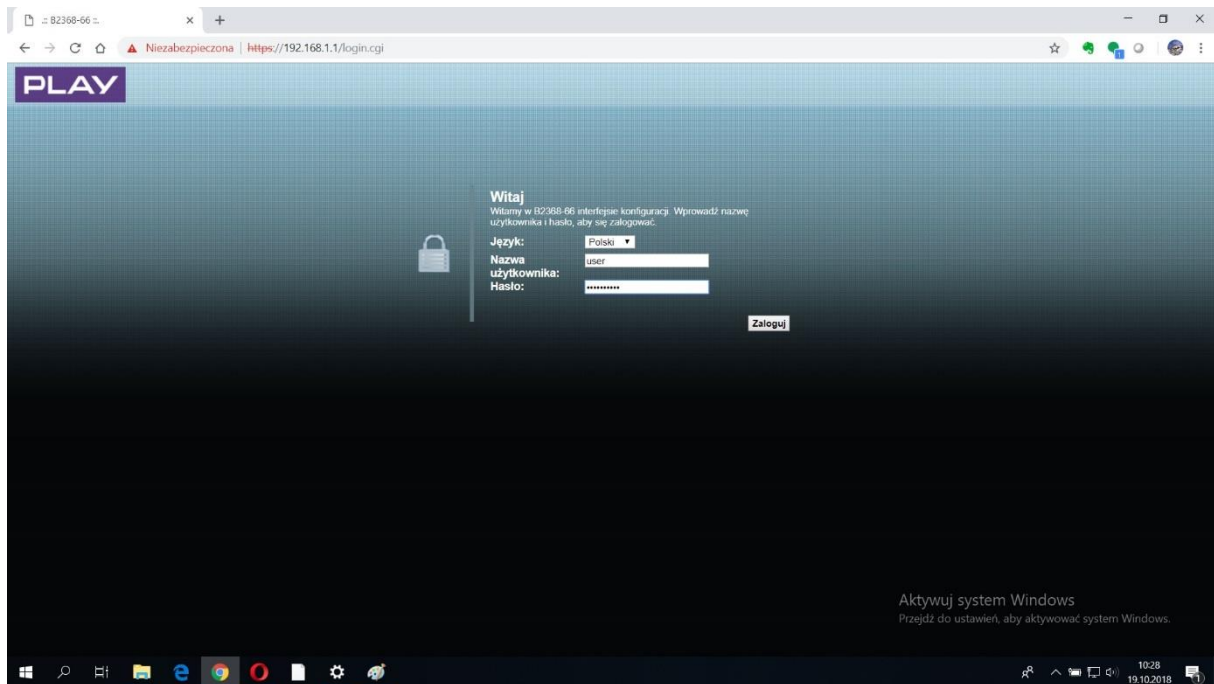 .:: B2368-66 ::.
Niezabezpieczona | https://192.168.1.1/login.cgi
PLAY
Witaj
Witamy w B2368-66 interfejsie konfiguracji. Wprowadź nazwę
użytkownika i hasło, aby się zalogować.
Język: Polski
Nazwa
użytkownika: user
Hasło: ••••••••••
Zaloguj
Aktywuj system Windows
Przejdź do ustawień, aby aktywować system Windows.
10:28
19.10.2018